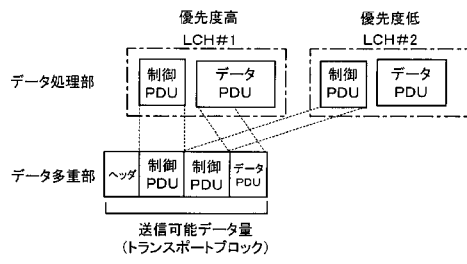 優先度高
優先度低
LCH#1
LCH#2
データ処理部
制御
PDU
データ
PDU
制御
PDU
データ
PDU
データ多重部
ヘッダ
制御
PDU
制御
PDU
データ
PDU
送信可能データ量
(トランスポートブロック)